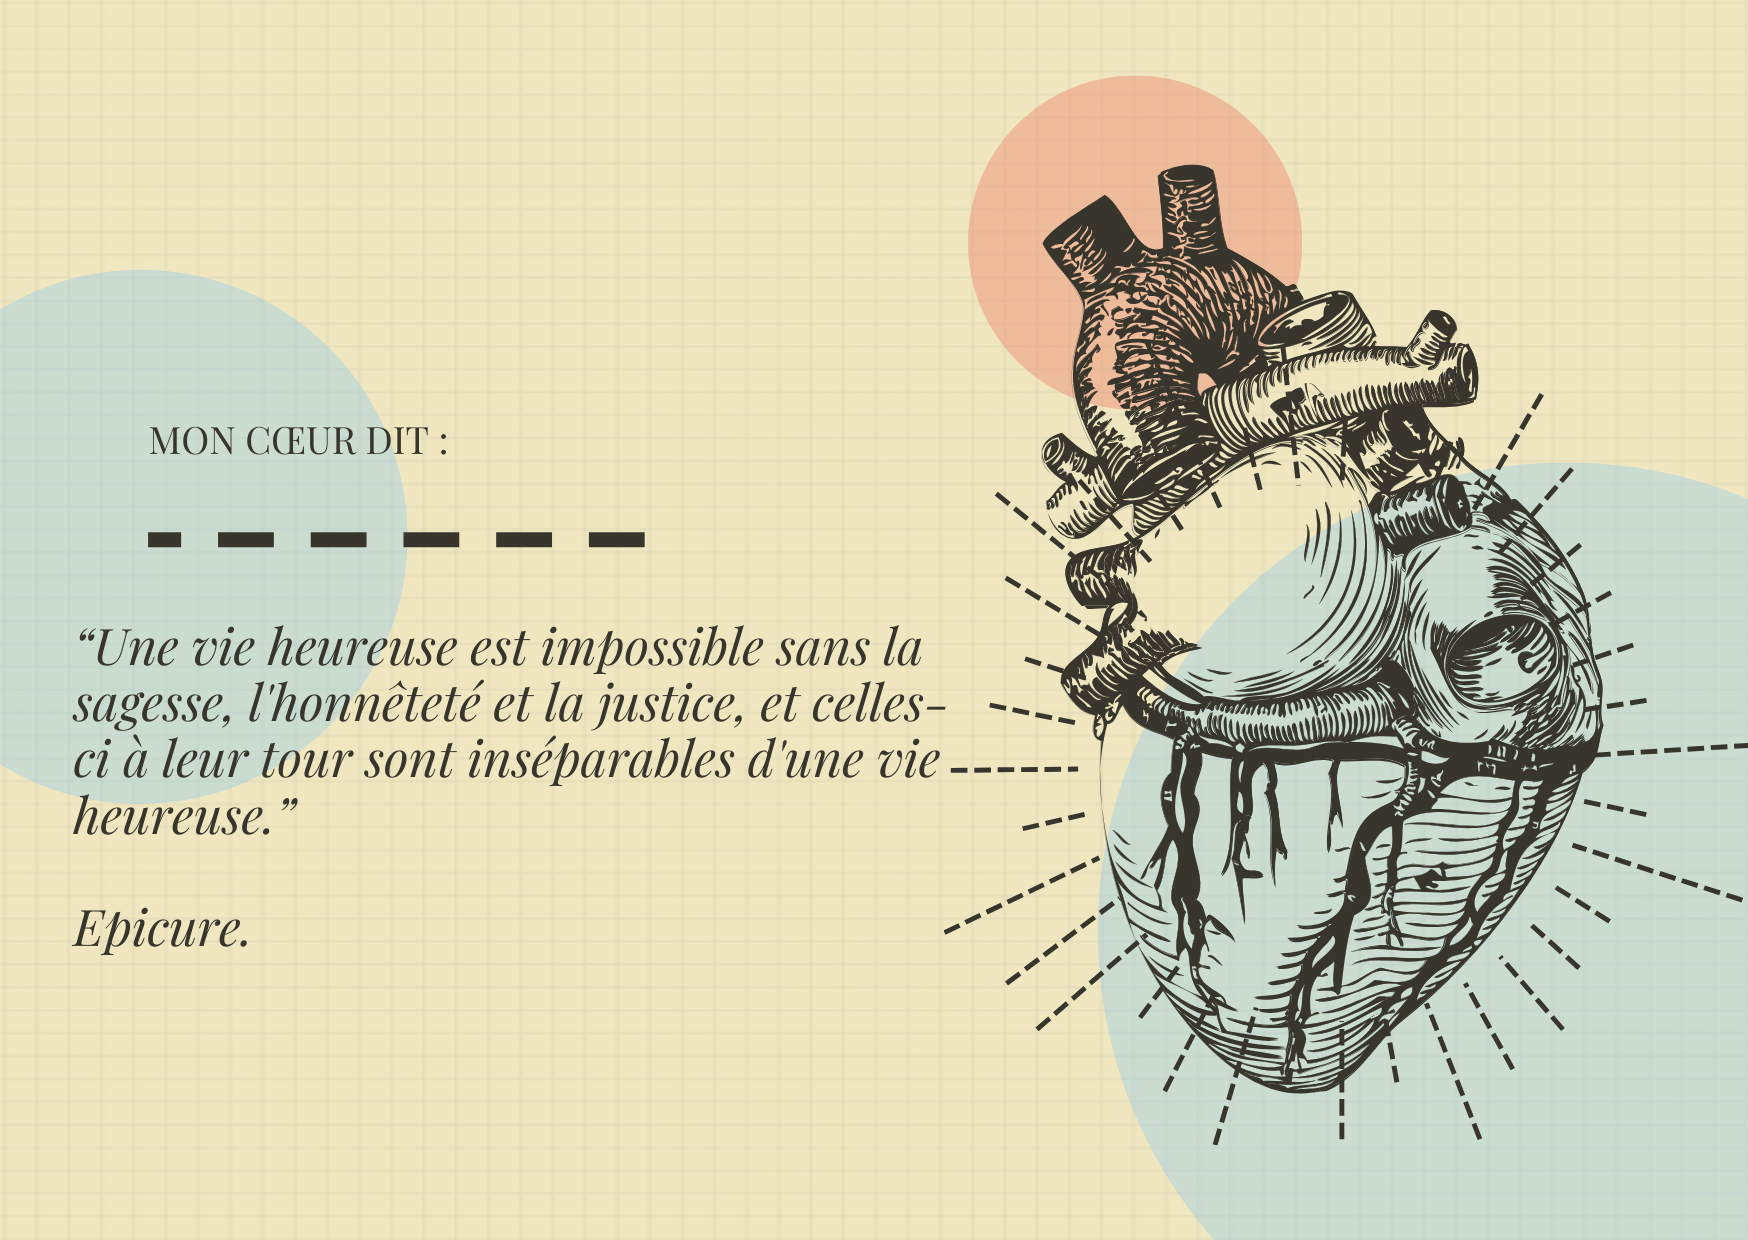 MON CŒUR DIT :
“Une vie heureuse est impossible sans la
sagesse, l'honnêteté et la justice, et celles-
ci à leur tour sont inséparables d'une vie
heureuse.”
Epicure.